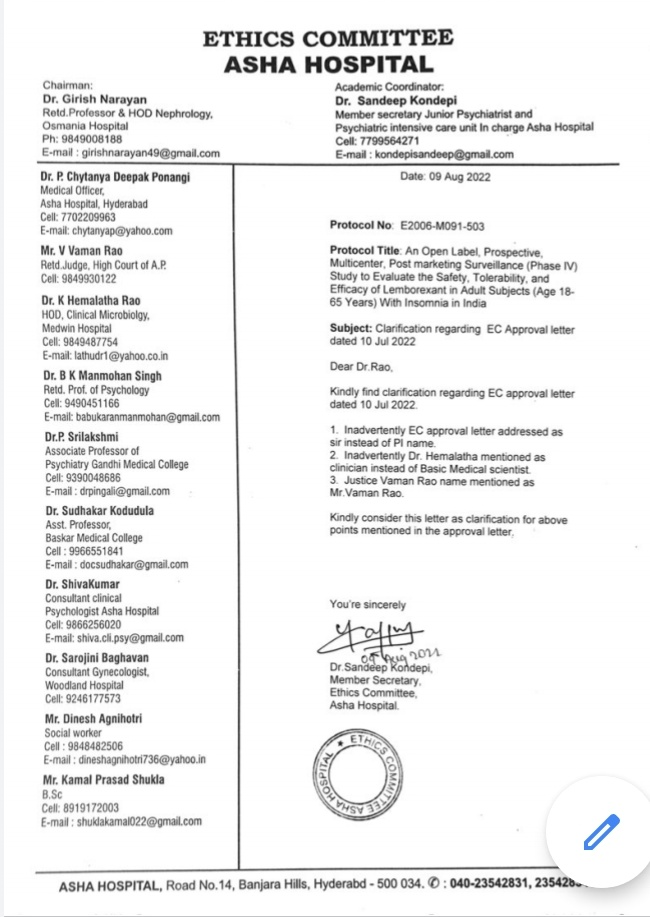 ETHICS COMMITTEE
ASHA HOSPITAL
Chairman:
Dr. Girish Narayan
Retd.Professor & HOD Nephrology,
Osmania Hospital
Ph: 9849008188
E-mail : girishnarayan49@gmail.com
Academic Coordinator:
Dr. Sandeep Kondepi
Member secretary Junior Psychiatrist and
Psychiatric intensive care unit In charge Asha Hospital
Cell: 7799564271
E-mail : kondepisandeep@gmail.com
Dr. P. Chytanya Deepak Ponangi
Medical Officer,
Asha Hospital, Hyderabad
Cell: 7702209963
E-mail: chytanyap@yahoo.com
Mr. V Vaman Rao
Retd.Judge, High Court of A.P.
Cell: 9849930122
Dr. K Hemalatha Rao
HOD, Clinical Microbiolgy,
Medwin Hospital
Cell: 9849487754
E-mail: lathudr1@yahoo.co.in
Dr. B K Manmohan Singh
Retd. Prof. of Psychology
Cell: 9490451166
E-mail: babukaranmanmohan@gmail.com
Dr.P. Srilakshmi
Associate Professor of
Psychiatry Gandhi Medical College
Cell: 9390048686
E-mail : drpingali@gmail.com
Dr. Sudhakar Kodudula
Asst. Professor,
Baskar Medical College
Cell : 9966551841
E-mail : docsudhakar@gmail.com
Dr. ShivaKumar
Consultant clinical
Psychologist Asha Hospital
Cell: 9866256020
E-mail: shiva.cli.psy@gmail.com
Dr. Sarojini Baghavan
Consultant Gynecologist,
Woodland Hospital
Cell: 9246177573
Mr. Dinesh Agnihotri
Social worker
Cell : 9848482506
E-mail : dineshagnihotri736@yahoo.in
Mr. Kamal Prasad Shukla
B.Sc
Cell: 8919172003
E-mail : shuklakamal022@gmail.com
Date: 09 Aug 2022
Protocol No: E2006-M091-503
Protocol Title: An Open Label, Prospective,
Multicenter, Post marketing Surveillance (Phase IV)
Study to Evaluate the Safety, Tolerability, and
Efficacy of Lemborexant in Adult Subjects (Age 18-
65 Years) With Insomnia in India
Subject: Clarification regarding EC Approval letter
dated 10 Jul 2022
Dear Dr.Rao,
Kindly find clarification regarding EC approval letter
dated 10 Jul 2022.
1. Inadvertently EC approval letter addressed as
sir instead of PI name.
2. Inadvertently Dr. Hemalatha mentioned as
clinician instead of Basic Medical scientist.
3. Justice Vaman Rao name mentioned as
Mr.Vaman Rao.
Kindly consider this letter as clarification for above
points mentioned in the approval letter.
You're sincerely
09 Aug 2022
Dr.Sandeep Kondepi,
Member Secretary,
Ethics Committee,
Asha Hospital.
★ ETHICS COMMITTEE ASHA HOSPITAL
ASHA HOSPITAL, Road No.14, Banjara Hills, Hyderabd - 500 034. ✆ : 040-23542831,